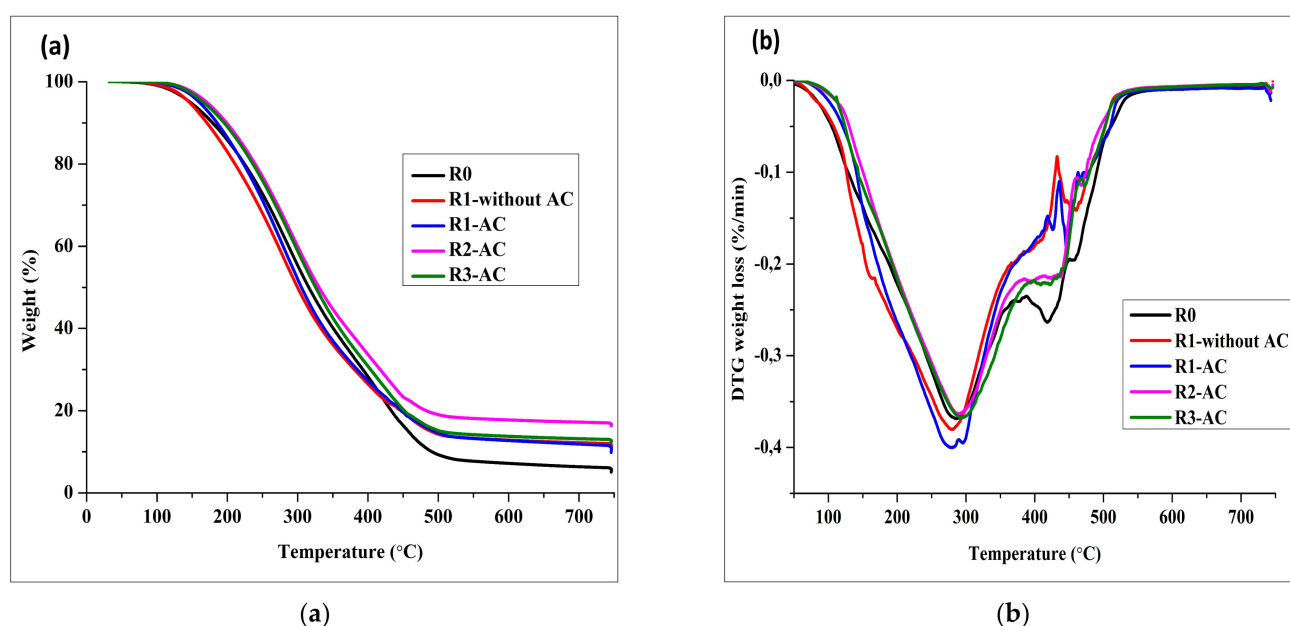 (a)
100
80
60
40
20
0
Weight (%)
R0
R1-without AC
R1-AC
R2-AC
R3-AC
0 100 200 300 400 500 600 700
Temperature (°C)
(a)
(b)
0,0
-0,1
-0,2
-0,3
-0,4
DTG weight loss (%/min)
R0
R1-without AC
R1-AC
R2-AC
R3-AC
100 200 300 400 500 600 700
Temperature (°C)
(b)